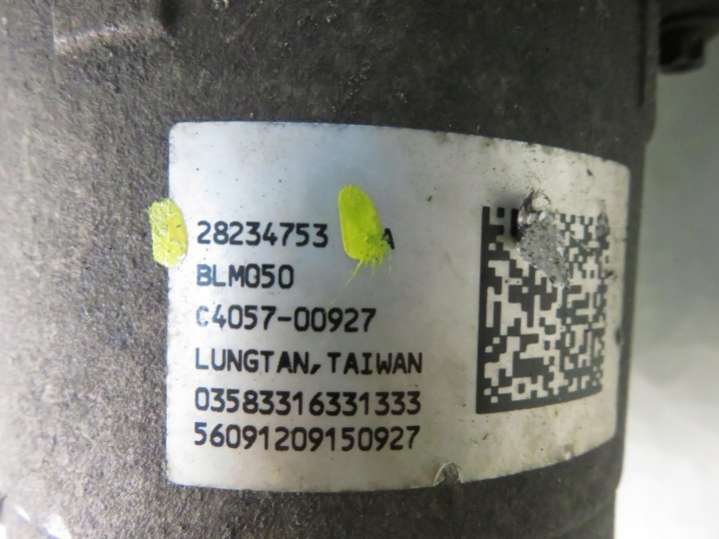 28234753 A
BLM050
C4057-00927
LUNGTAN, TAIWAN
03583316331333
56091209150927